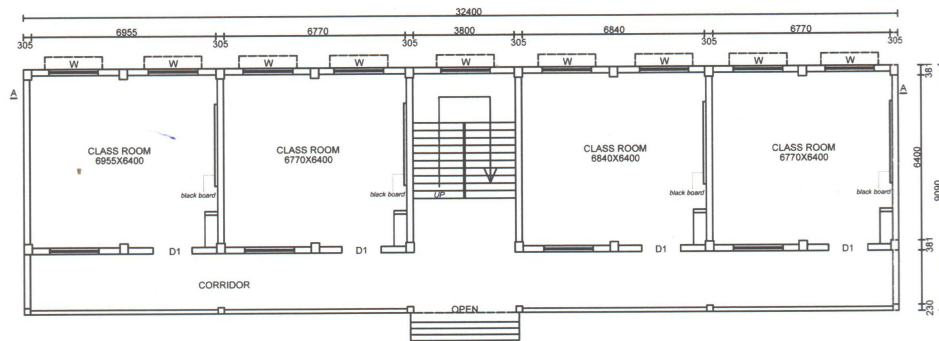 32400
305 6955 305 6770 305 3800 305 6840 305 6770 305
W W W W W W W W W
A A
381
CLASS ROOM
6955X6400
CLASS ROOM
6770X6400
CLASS ROOM
6840X6400
CLASS ROOM
6770X6400
6400
9090
black board
black board
UP
black board
black board
D1 D1 D1 D1
381
CORRIDOR
OPEN
230